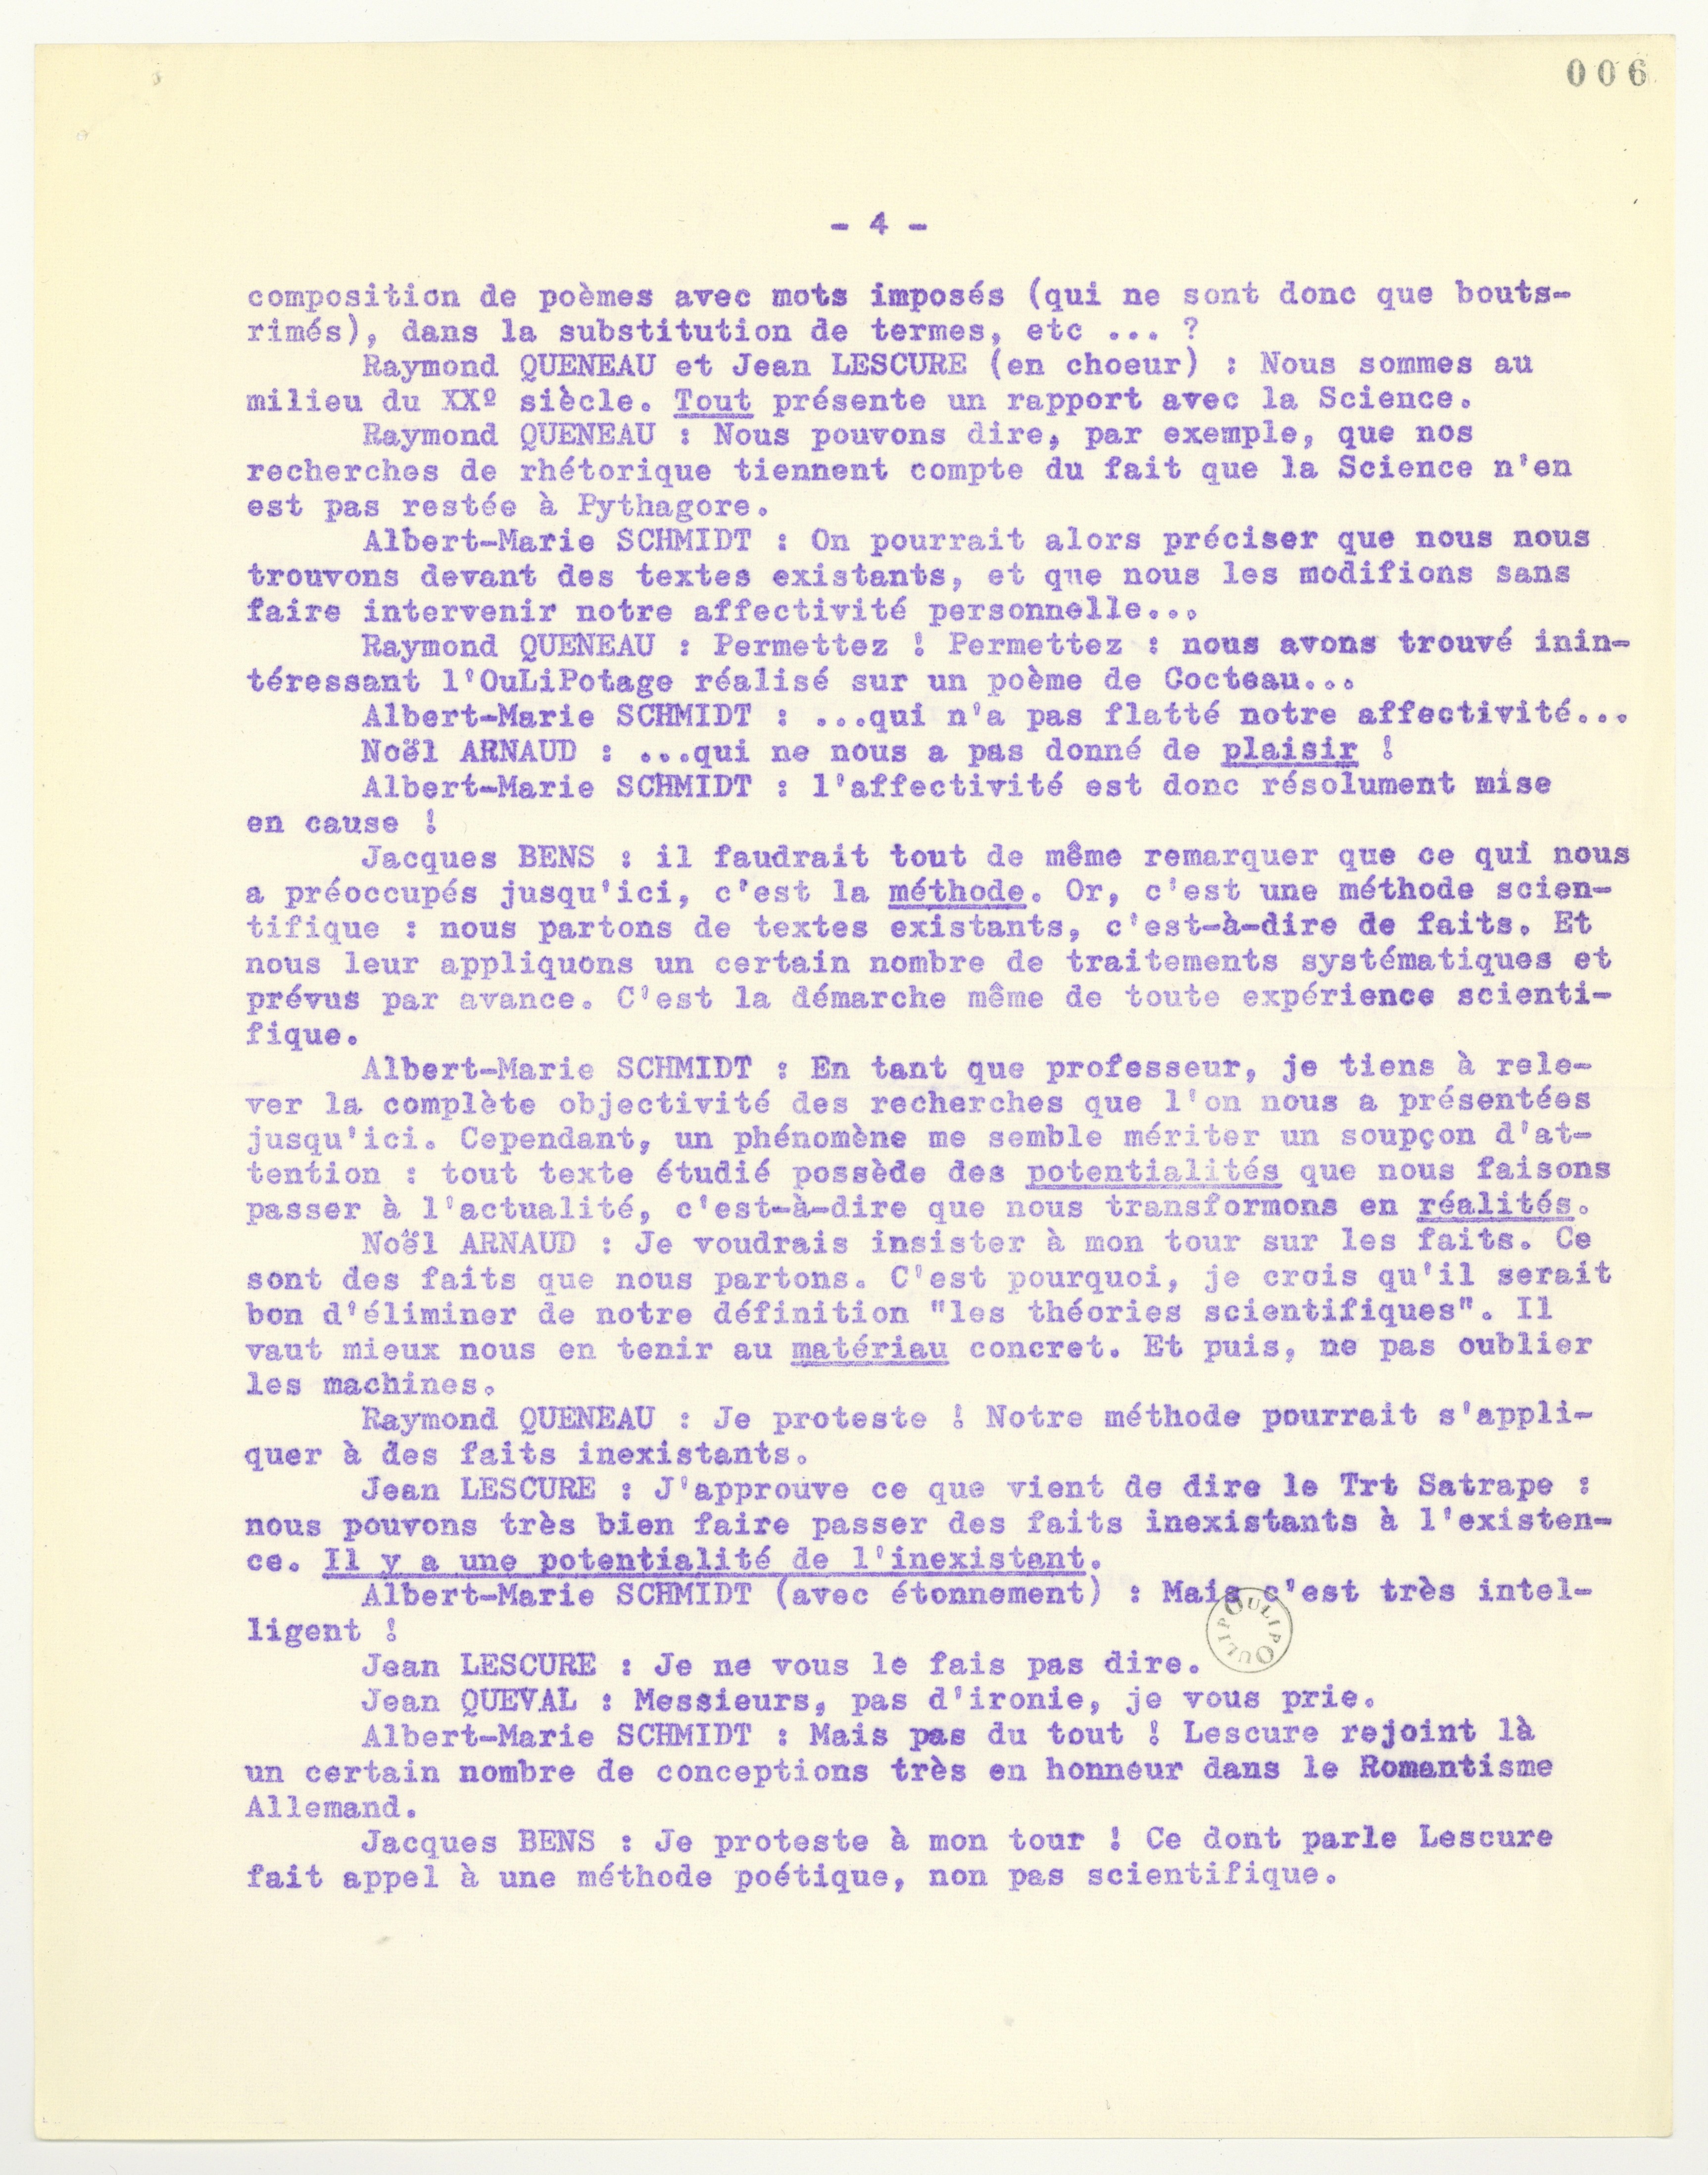 006
- 4 -
composition de poèmes avec mots imposés (qui ne sont donc que bouts-
rimés), dans la substitution de termes, etc ... ?
Raymond QUENEAU et Jean LESCURE (en choeur) : Nous sommes au
milieu du XXº siècle. Tout présente un rapport avec la Science.
Raymond QUENEAU : Nous pouvons dire, par exemple, que nos
recherches de rhétorique tiennent compte du fait que la Science n'en
est pas restée à Pythagore.
Albert-Marie SCHMIDT : On pourrait alors préciser que nous nous
trouvons devant des textes existants, et que nous les modifions sans
faire intervenir notre affectivité personnelle...
Raymond QUENEAU : Permettez ! Permettez : nous avons trouvé inin-
téressant l'OuLiPotage réalisé sur un poème de Cocteau...
Albert-Marie SCHMIDT : ...qui n'a pas flatté notre affectivité...
Noël ARNAUD : ...qui ne nous a pas donné de plaisir !
Albert-Marie SCHMIDT : l'affectivité est donc résolument mise
en cause !
Jacques BENS : il faudrait tout de même remarquer que ce qui nous
a préoccupés jusqu'ici, c'est la méthode. Or, c'est une méthode scien-
tifique : nous partons de textes existants, c'est-à-dire de faits. Et
nous leur appliquons un certain nombre de traitements systématiques et
prévus par avance. C'est la démarche même de toute expérience scienti-
fique.
Albert-Marie SCHMIDT : En tant que professeur, je tiens à rele-
ver la complète objectivité des recherches que l'on nous a présentées
jusqu'ici. Cependant, un phénomène me semble mériter un soupçon d'at-
tention : tout texte étudié possède des potentialités que nous faisons
passer à l'actualité, c'est-à-dire que nous transformons en réalités.
Noël ARNAUD : Je voudrais insister à mon tour sur les faits. Ce
sont des faits que nous partons. C'est pourquoi, je crois qu'il serait
bon d'éliminer de notre définition "les théories scientifiques". Il
vaut mieux nous en tenir au matériau concret. Et puis, ne pas oublier
les machines.
Raymond QUENEAU : Je proteste ! Notre méthode pourrait s'appli-
quer à des faits inexistants.
Jean LESCURE : J'approuve ce que vient de dire le Trt Satrape :
nous pouvons très bien faire passer des faits inexistants à l'existen-
ce. Il y a une potentialité de l'inexistant.
Albert-Marie SCHMIDT (avec étonnement) : Mais c'est très intel-
ligent !
OULIPOULIPOULIPO
Jean LESCURE : Je ne vous le fais pas dire.
Jean QUEVAL : Messieurs, pas d'ironie, je vous prie.
Albert-Marie SCHMIDT : Mais pas du tout ! Lescure rejoint là
un certain nombre de conceptions très en honneur dans le Romantisme
Allemand.
Jacques BENS : Je proteste à mon tour ! Ce dont parle Lescure
fait appel à une méthode poétique, non pas scientifique.